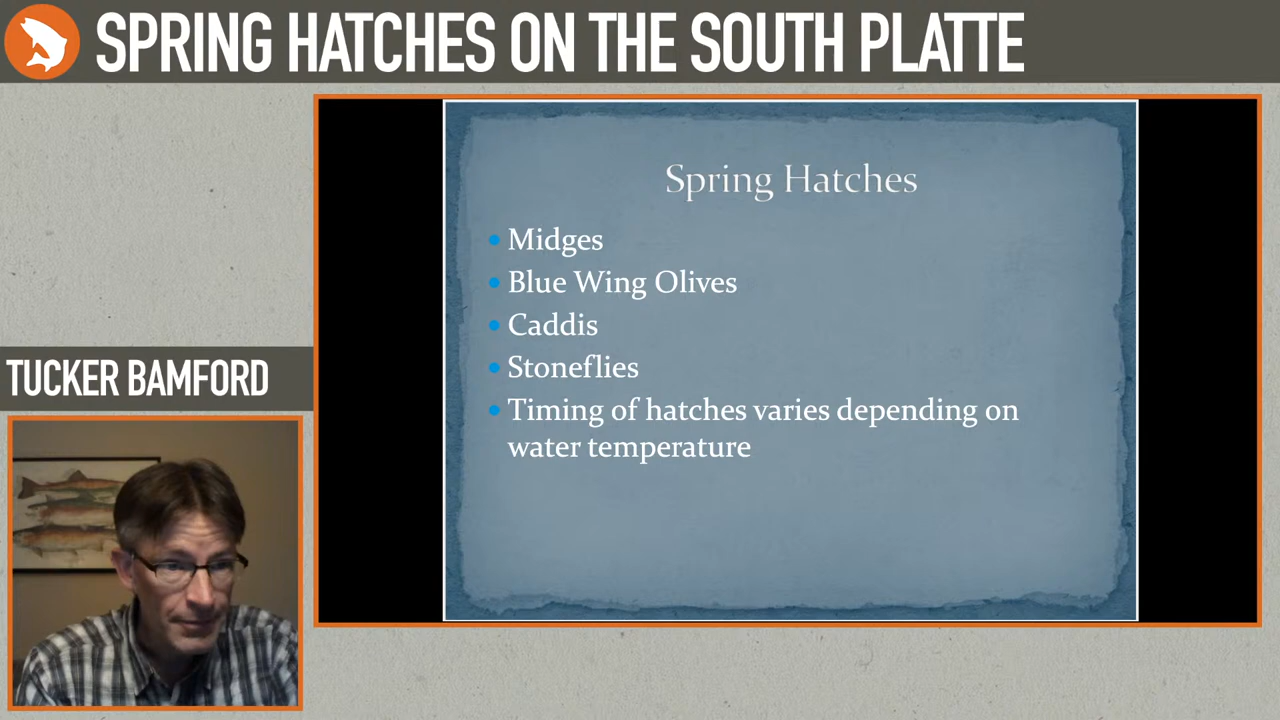 SPRING HATCHES ON THE SOUTH PLATTE
Spring Hatches
• Midges
• Blue Wing Olives
• Caddis
• Stoneflies
• Timing of hatches varies depending on
water temperature
TUCKER BAMFORD